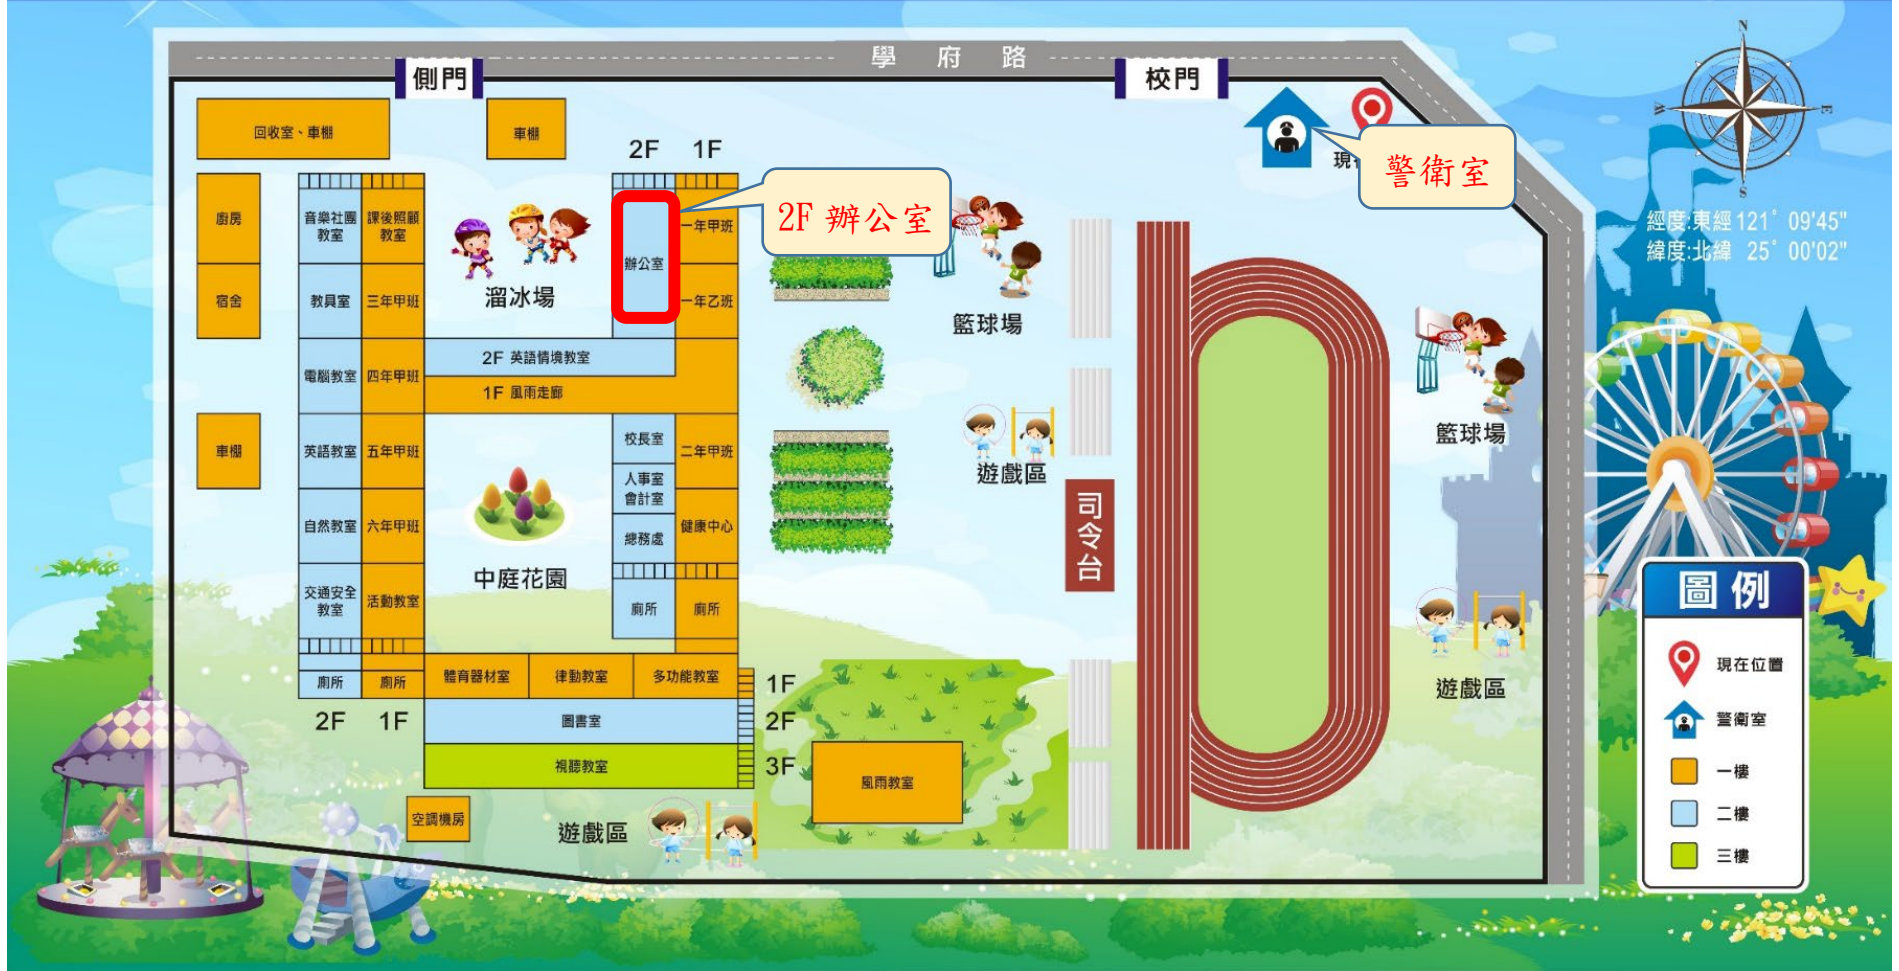 學府路
側門
校門
N
E
S
W
回收室、車棚
車棚
2F 1F
現
警衛室
2F 辦公室
經度:東經 121° 09'45"
緯度:北緯 25° 00'02"
廚房
音樂社團
教室
課後照顧
教室
辦公室
一年甲班
宿舍
教具室
三年甲班
溜冰場
一年乙班
籃球場
2F 英語情境教室
電腦教室
四年甲班
1F 風雨走廊
車棚
英語教室
五年甲班
校長室
二年甲班
人事室
會計室
遊戲區
籃球場
自然教室
六年甲班
總務處
健康中心
司令台
中庭花園
交通安全
教室
活動教室
廁所
廁所
廁所
廁所
體育器材室
律動教室
多功能教室
1F
2F 1F
圖書室
2F
視聽教室
3F
風雨教室
空調機房
遊戲區
遊戲區
圖例
現在位置
警衛室
一樓
二樓
三樓